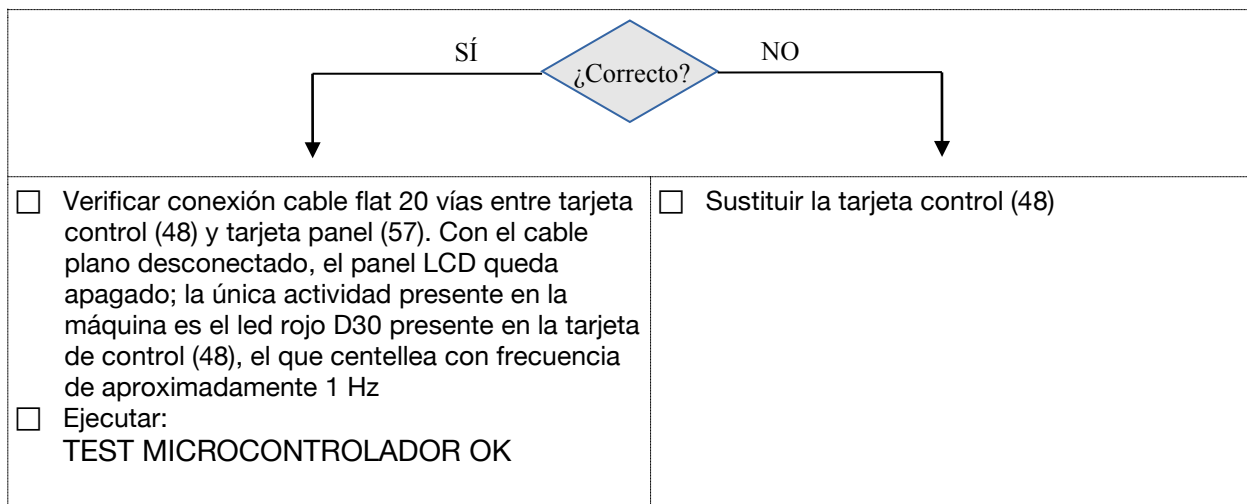 SÍ
¿Correcto?
NO
Verificar conexión cable flat 20 vías entre tarjeta
control (48) y tarjeta panel (57). Con el cable
plano desconectado, el panel LCD queda
apagado; la única actividad presente en la
máquina es el led rojo D30 presente en la tarjeta
de control (48), el que centellea con frecuencia
de aproximadamente 1 Hz
Ejecutar:
TEST MICROCONTROLADOR OK
Sustituir la tarjeta control (48)